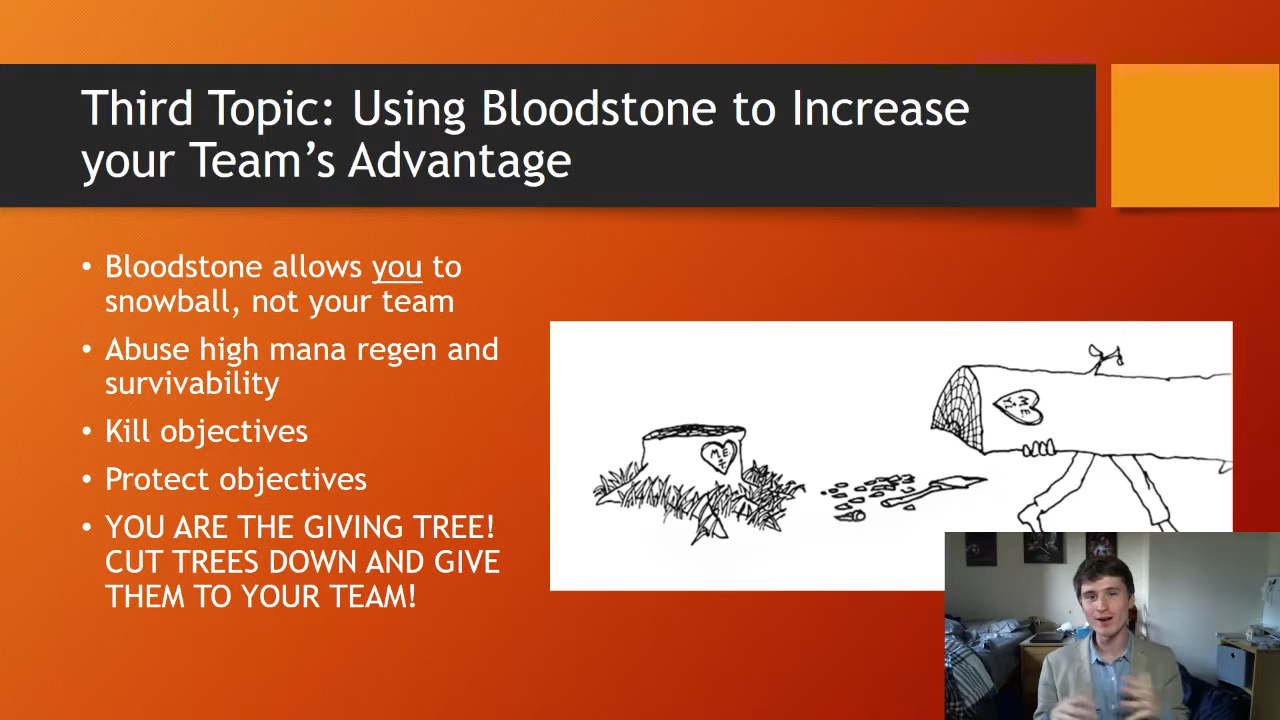 Third Topic: Using Bloodstone to Increase
your Team’s Advantage
• Bloodstone allows you to
snowball, not your team
• Abuse high mana regen and
survivability
• Kill objectives
• Protect objectives
• YOU ARE THE GIVING TREE!
CUT TREES DOWN AND GIVE
THEM TO YOUR TEAM!